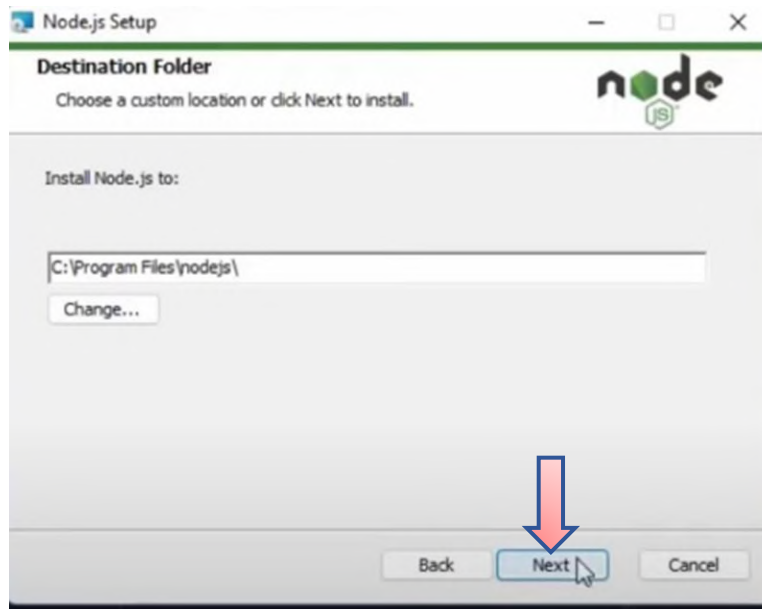 Node.js Setup
Destination Folder
Choose a custom location or click Next to install.
node
JS
Install Node.js to:
C:\Program Files\nodejs\
Change...
Back
Next
Cancel